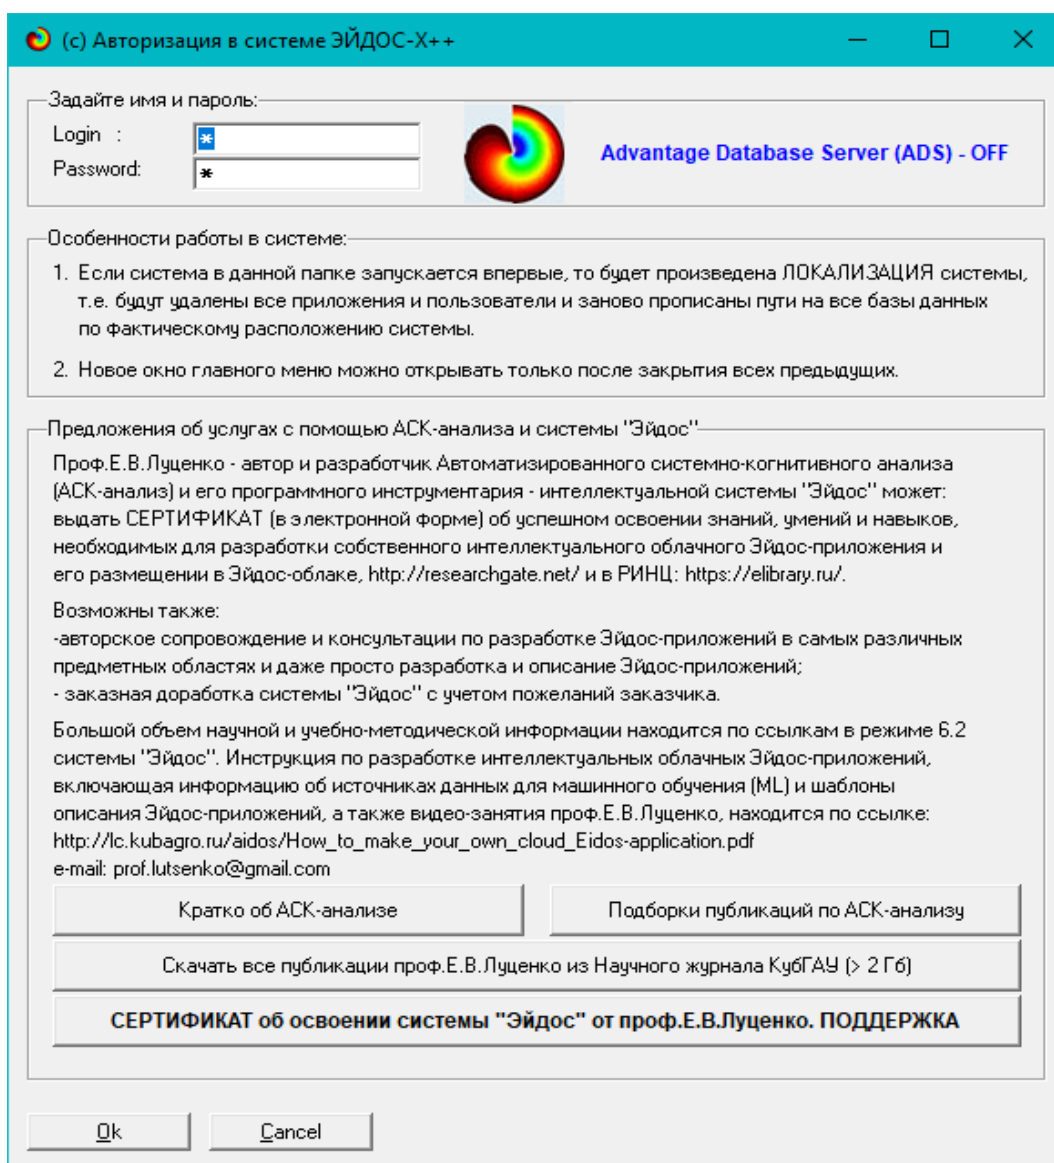 (c) Авторизация в системе ЭЙДОС-X++
Задайте имя и пароль:
Login :
*
Password:
*
Advantage Database Server (ADS) - OFF
Особенности работы в системе:
1. Если система в данной папке запускается впервые, то будет произведена ЛОКАЛИЗАЦИЯ системы,
т.е. будут удалены все приложения и пользователи и заново прописаны пути на все базы данных
по фактическому расположению системы.
2. Новое окно главного меню можно открывать только после закрытия всех предыдущих.
Предложения об услугах с помощью АСК-анализа и системы "Эйдос"
Проф.Е.В.Луценко - автор и разработчик Автоматизированного системно-когнитивного анализа
(АСК-анализ) и его программного инструментария - интеллектуальной системы "Эйдос" может:
выдать СЕРТИФИКАТ (в электронной форме) об успешном освоении знаний, умений и навыков,
необходимых для разработки собственного интеллектуального облачного Эйдос-приложения и
его размещении в Эйдос-облаке, http://researchgate.net/ и в РИНЦ: https://elibrary.ru/.
Возможны также:
-авторское сопровождение и консультации по разработке Эйдос-приложений в самых различных
предметных областях и даже просто разработка и описание Эйдос-приложений;
- заказная доработка системы "Эйдос" с учетом пожеланий заказчика.
Большой объем научной и учебно-методической информации находится по ссылкам в режиме 6.2
системы "Эйдос". Инструкция по разработке интеллектуальных облачных Эйдос-приложений,
включающая информацию об источниках данных для машинного обучения (ML) и шаблоны
описания Эйдос-приложений, а также видео-занятия проф.Е.В.Луценко, находится по ссылке:
http://lc.kubagro.ru/aidos/How_to_make_your_own_cloud_Eidos-application.pdf
e-mail: prof.lutsenko@gmail.com
Кратко об АСК-анализе
Подборки публикаций по АСК-анализу
Скачать все публикации проф.Е.В.Луценко из Научного журнала КубГАУ (> 2 Гб)
СЕРТИФИКАТ об освоении системы "Эйдос" от проф.Е.В.Луценко. ПОДДЕРЖКА
Ok
Cancel